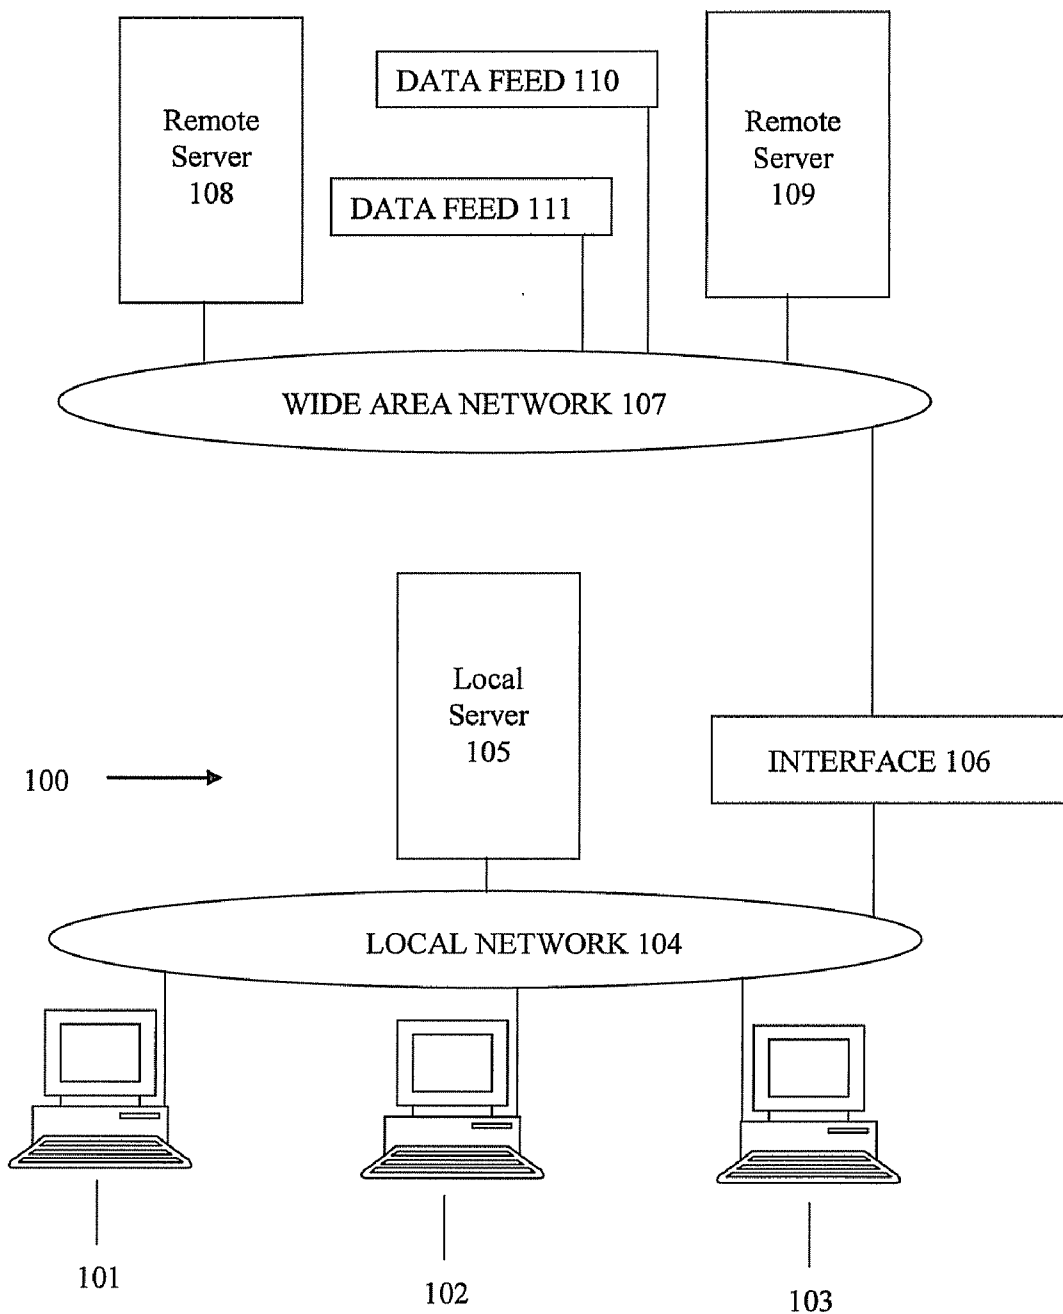 DATA FEED 110
Remote
Server
108
Remote
Server
109
DATA FEED 111
WIDE AREA NETWORK 107
Local
Server
105
INTERFACE 106
100
LOCAL NETWORK 104
101
102
103